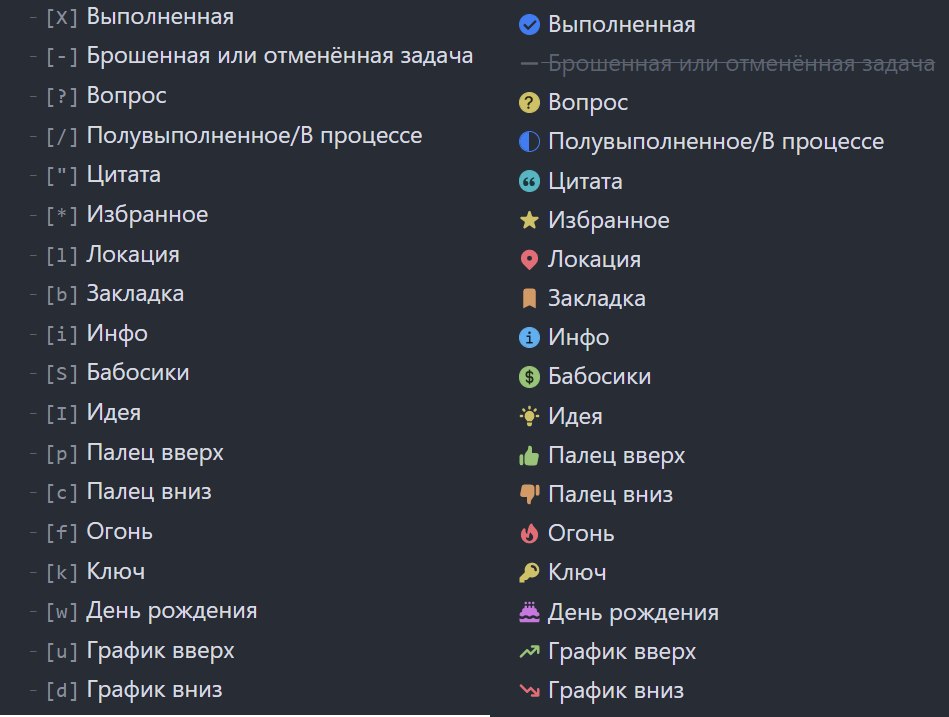 - [X] Выполненная
- [-] Брошенная или отменённая задача
- [?] Вопрос
- [/] Полувыполненное/В процессе
- ["] Цитата
- [*] Избранное
- [l] Локация
- [b] Закладка
- [i] Инфо
- [S] Бабосики
- [I] Идея
- [p] Палец вверх
- [c] Палец вниз
- [f] Огонь
- [k] Ключ
- [w] День рождения
- [u] График вверх
- [d] График вниз
Выполненная
Брошенная или отменённая задача
Вопрос
Полувыполненное/В процессе
Цитата
Избранное
Локация
Закладка
Инфо
Бабосики
Идея
Палец вверх
Палец вниз
Огонь
Ключ
День рождения
График вверх
График вниз